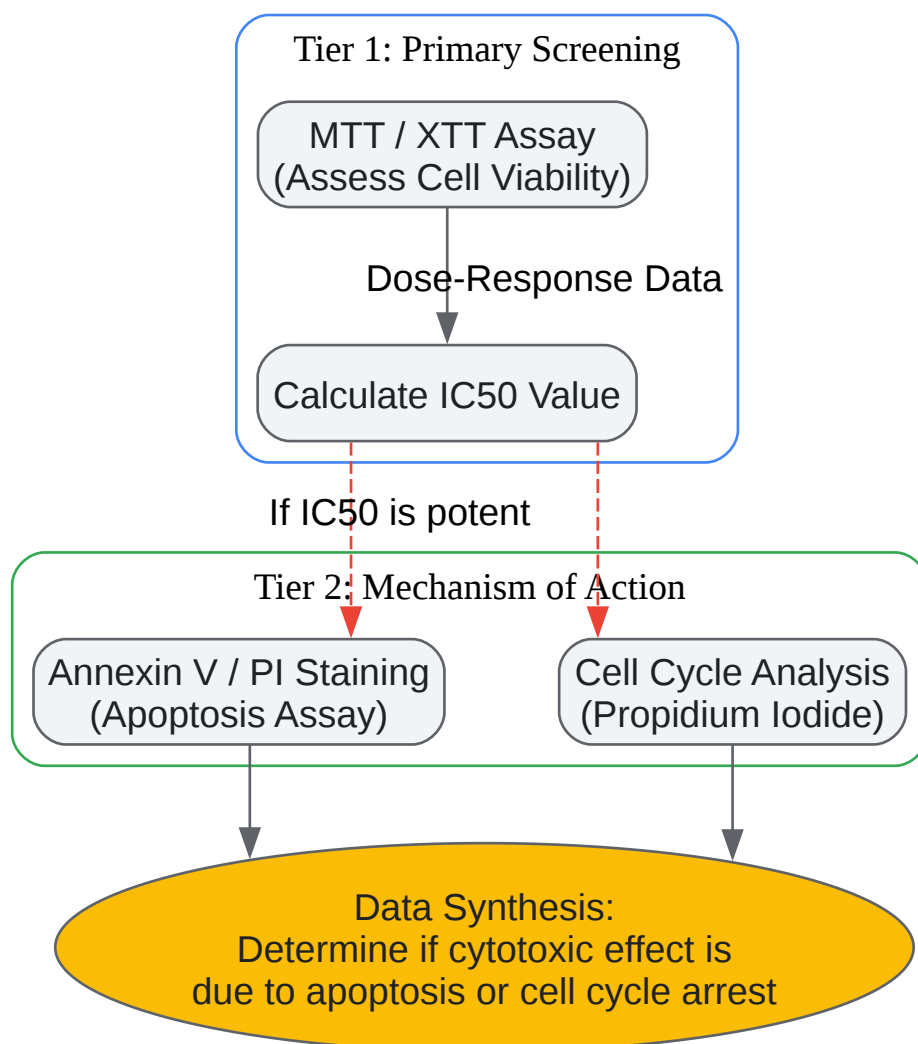 Tier 1: Primary Screening
MTT / XTT Assay
(Assess Cell Viability)
Dose-Response Data
Calculate IC50 Value
If IC50 is potent
Tier 2: Mechanism of Action
Annexin V / PI Staining
(Apoptosis Assay)
Cell Cycle Analysis
(Propidium Iodide)
Data Synthesis:
Determine if cytotoxic effect is
due to apoptosis or cell cycle arrest